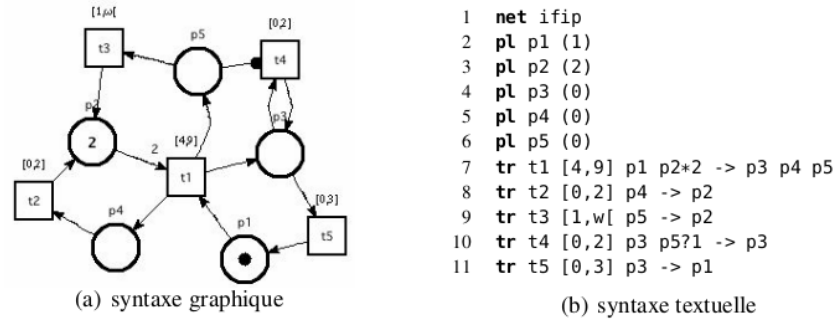 [1,ω[
p5
[0,2]
t3
t4
p2
p3
2
2
[4,9]
[0,2]
t1
t2
[0,3]
p4
p1
t5
(a) syntaxe graphique
1 net ifip
2 pl p1 (1)
3 pl p2 (2)
4 pl p3 (0)
5 pl p4 (0)
6 pl p5 (0)
7 tr t1 [4,9] p1 p2*2 -> p3 p4 p5
8 tr t2 [0,2] p4 -> p2
9 tr t3 [1,w[ p5 -> p2
10 tr t4 [0,2] p3 p5?1 -> p3
11 tr t5 [0,3] p3 -> p1
(b) syntaxe textuelle